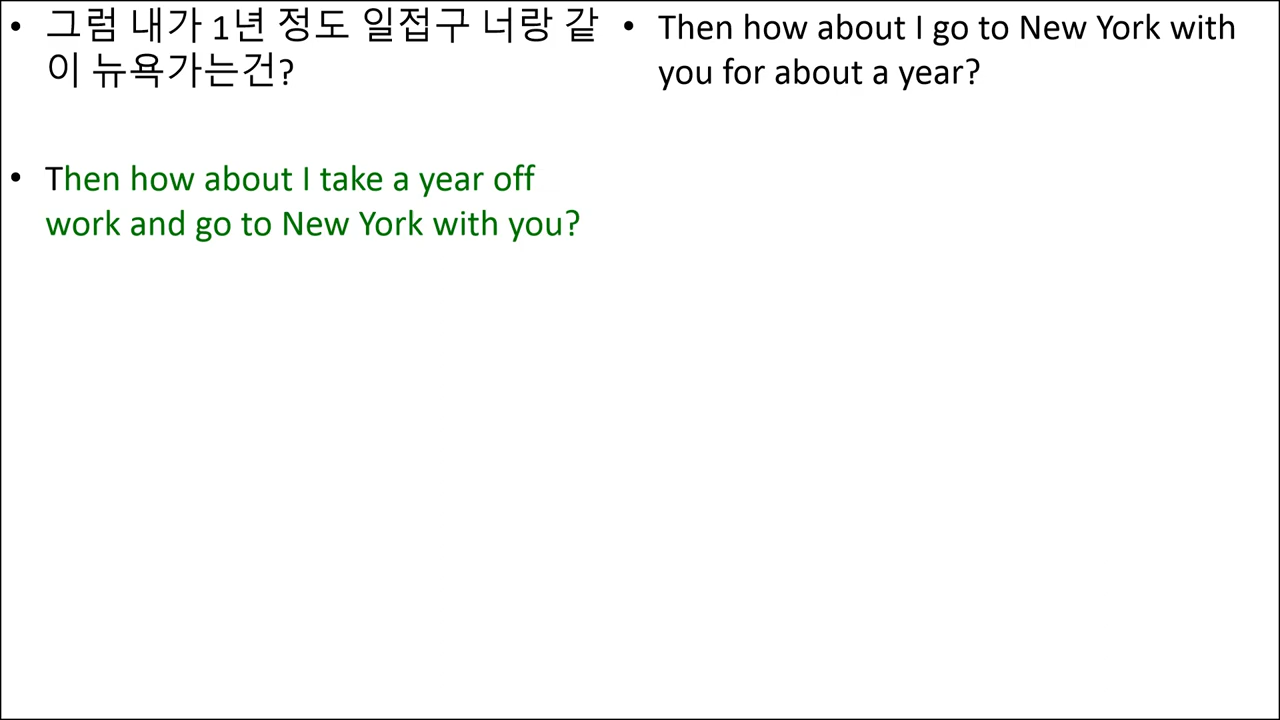 • 그럼 내가 1년 정도 일접구 너랑 같
이 뉴욕가는건?
• Then how about I take a year off
work and go to New York with you?
• Then how about I go to New York with
you for about a year?